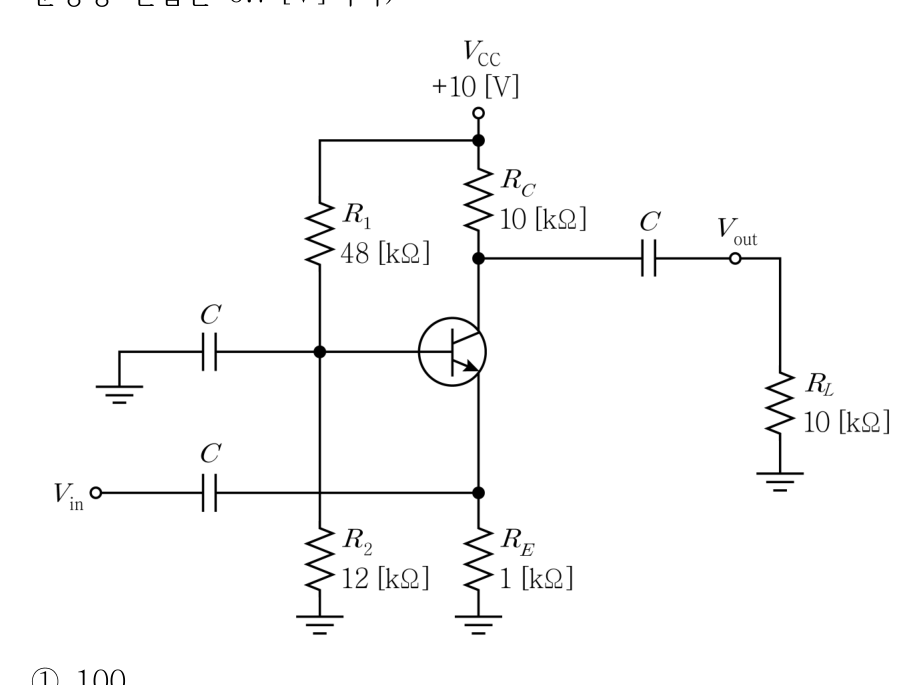 V_CC
+10 [V]
R_C
10 [kΩ]
R_1
48 [kΩ]
C
V_out
C
R_L
10 [kΩ]
C
V_in
R_2
12 [kΩ]
R_E
1 [kΩ]
① 100